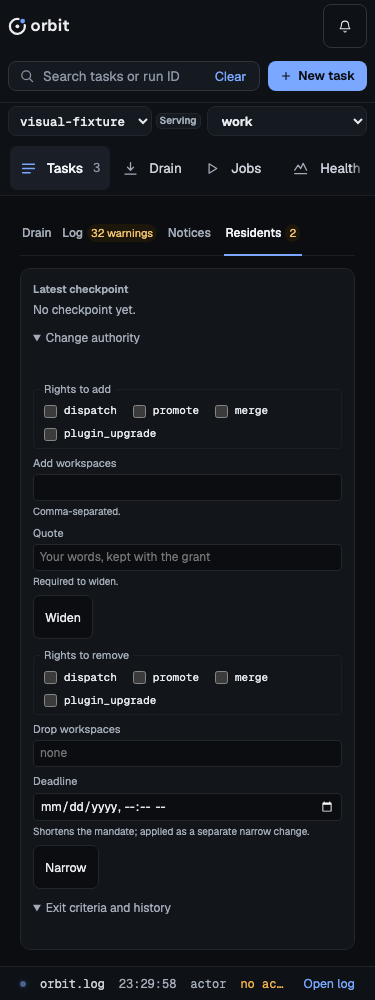 orbit
Search tasks or run ID Clear
+ New task
visual-fixture Serving work
Tasks 3 Drain Jobs Health
Drain Log 32 warnings Notices Residents 2
Latest checkpoint
No checkpoint yet.
▼ Change authority
Rights to add
dispatch promote merge
plugin_upgrade
Add workspaces
Comma-separated.
Quote
Your words, kept with the grant
Required to widen.
Widen
Rights to remove
dispatch promote merge
plugin_upgrade
Drop workspaces
none
Deadline
mm/dd/yyyy, --:-- --
Shortens the mandate; applied as a separate narrow change.
Narrow
▼ Exit criteria and history
orbit.log 23:29:58 actor no ac… Open log